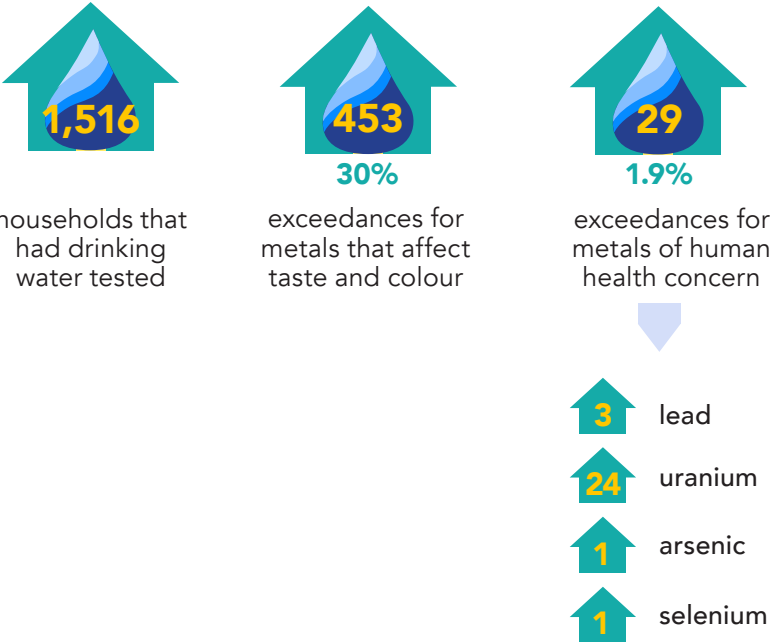 1,516
households that
had drinking
water tested
453
30%
exceedances for
metals that affect
taste and colour
29
1.9%
exceedances for
metals of human
health concern
3 lead
24 uranium
1 arsenic
1 selenium